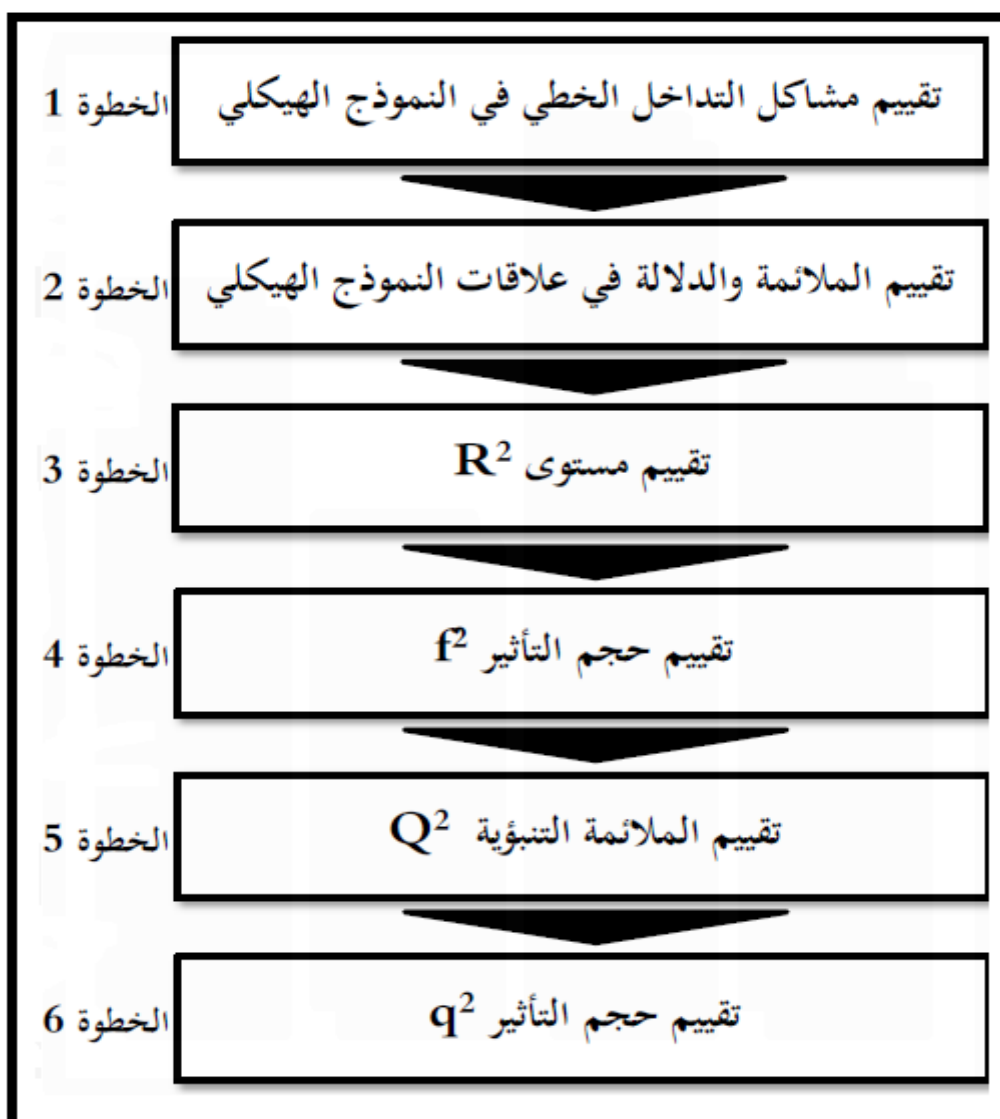 الخطوة 1 تقييم مشاكل التداخل الخطي في النموذج الهيكلي
الخطوة 2 تقييم الملائمة والدلالة في علاقات النموذج الهيكلي
الخطوة 3 تقييم مستوى R²
الخطوة 4 تقييم حجم التأثير f²
الخطوة 5 تقييم الملائمة التنبؤية Q²
الخطوة 6 تقييم حجم التأثير q²